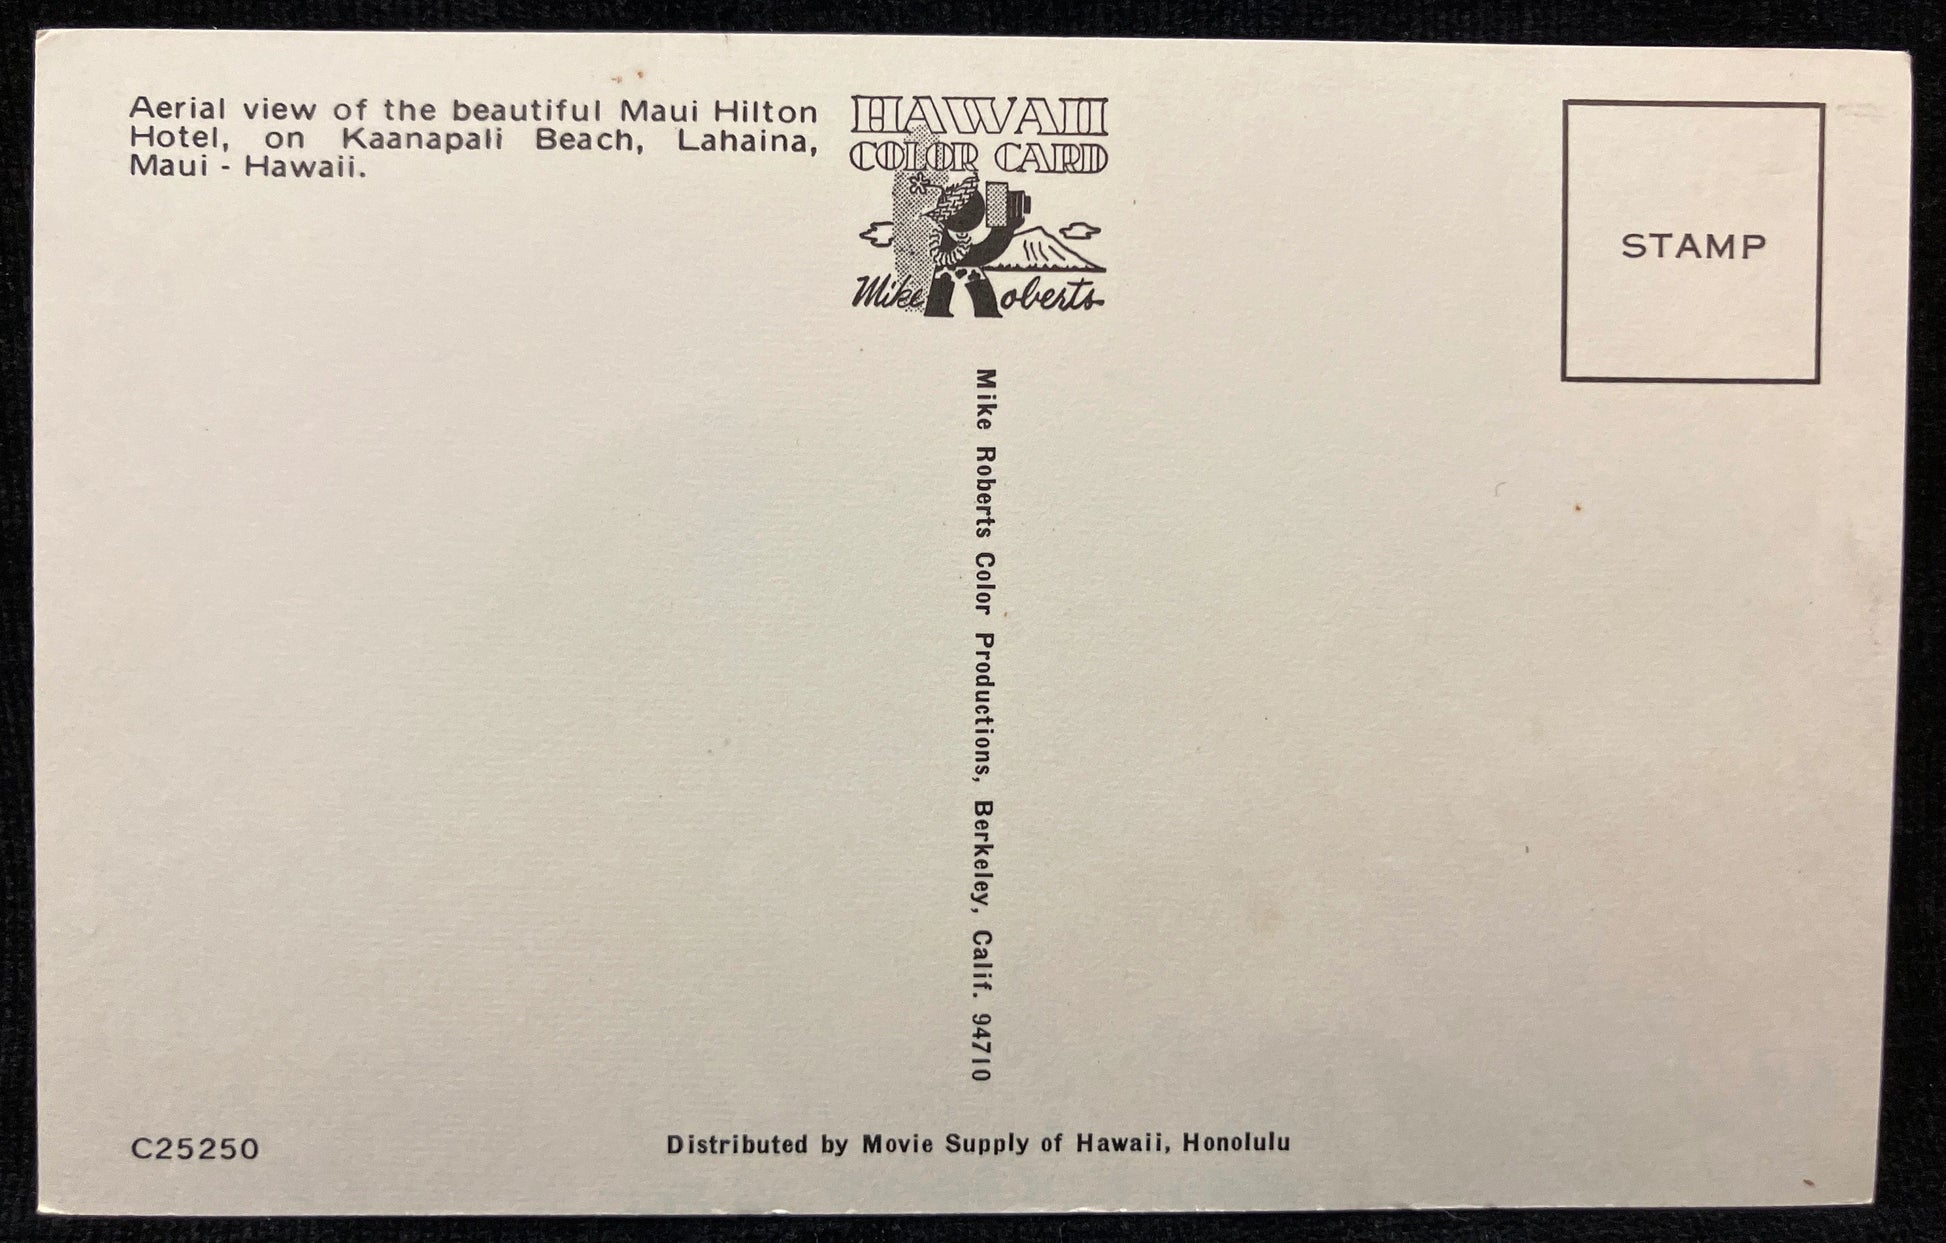 Aerial view of the beautiful Maui Hilton
Hotel, on Kaanapali Beach, Lahaina,
Maui - Hawaii.
HAWAII
COLOR CARD
Mike Roberts
STAMP
Mike Roberts Color Productions, Berkeley, Calif. 94710
C25250
Distributed by Movie Supply of Hawaii, Honolulu